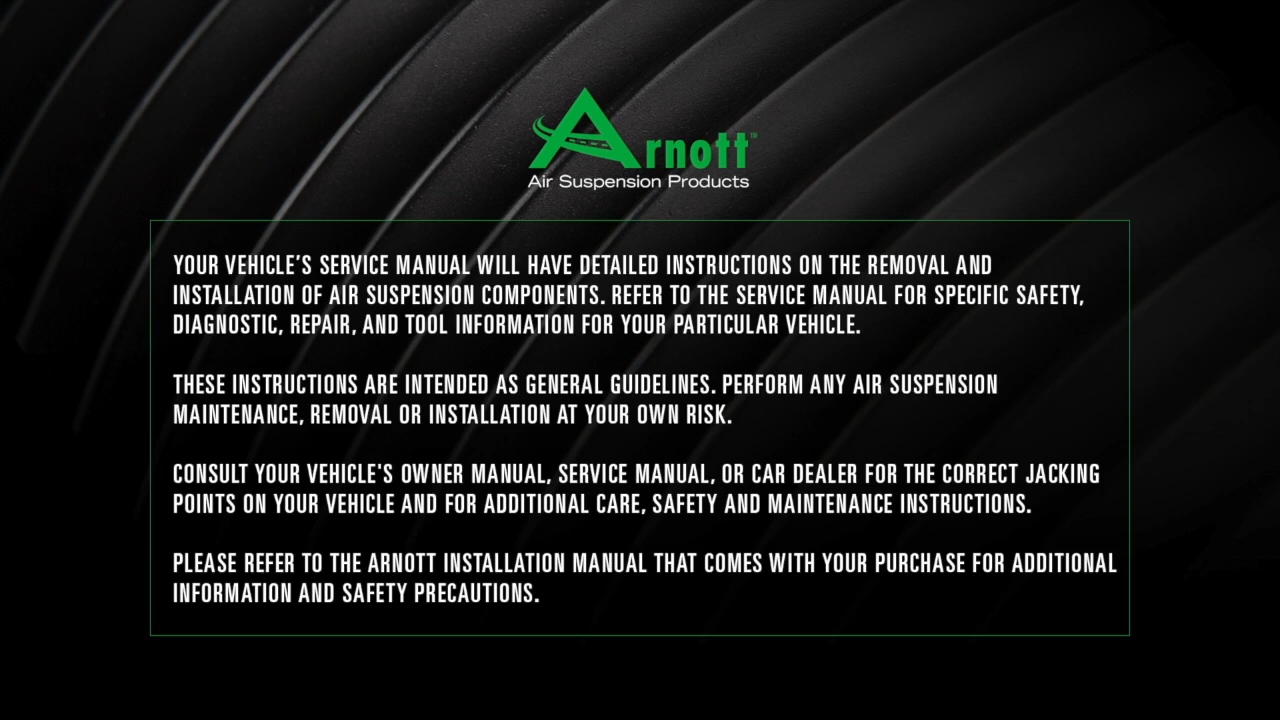 Arnott™
Air Suspension Products
YOUR VEHICLE’S SERVICE MANUAL WILL HAVE DETAILED INSTRUCTIONS ON THE REMOVAL AND
INSTALLATION OF AIR SUSPENSION COMPONENTS. REFER TO THE SERVICE MANUAL FOR SPECIFIC SAFETY,
DIAGNOSTIC, REPAIR, AND TOOL INFORMATION FOR YOUR PARTICULAR VEHICLE.
THESE INSTRUCTIONS ARE INTENDED AS GENERAL GUIDELINES. PERFORM ANY AIR SUSPENSION
MAINTENANCE, REMOVAL OR INSTALLATION AT YOUR OWN RISK.
CONSULT YOUR VEHICLE'S OWNER MANUAL, SERVICE MANUAL, OR CAR DEALER FOR THE CORRECT JACKING
POINTS ON YOUR VEHICLE AND FOR ADDITIONAL CARE, SAFETY AND MAINTENANCE INSTRUCTIONS.
PLEASE REFER TO THE ARNOTT INSTALLATION MANUAL THAT COMES WITH YOUR PURCHASE FOR ADDITIONAL
INFORMATION AND SAFETY PRECAUTIONS.